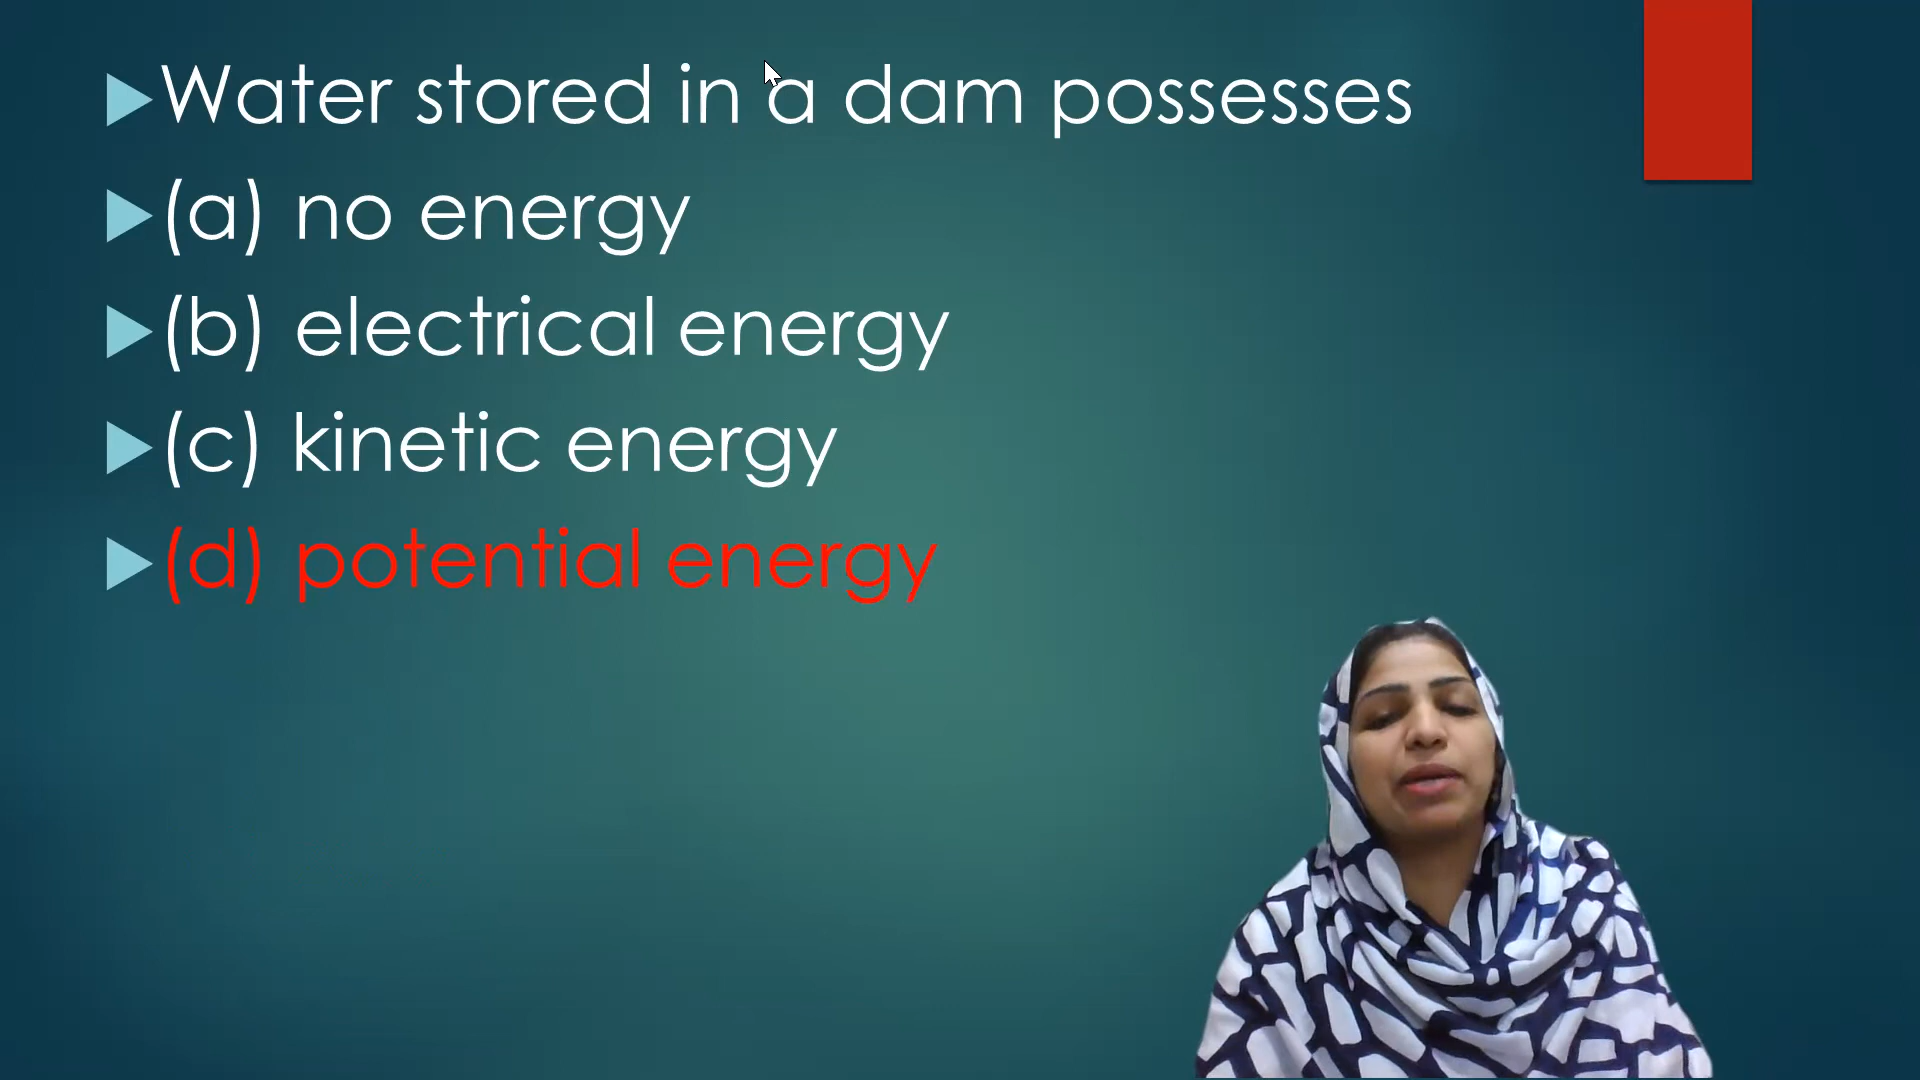 Water stored in a dam possesses
(a) no energy
(b) electrical energy
(c) kinetic energy
(d) potential energy